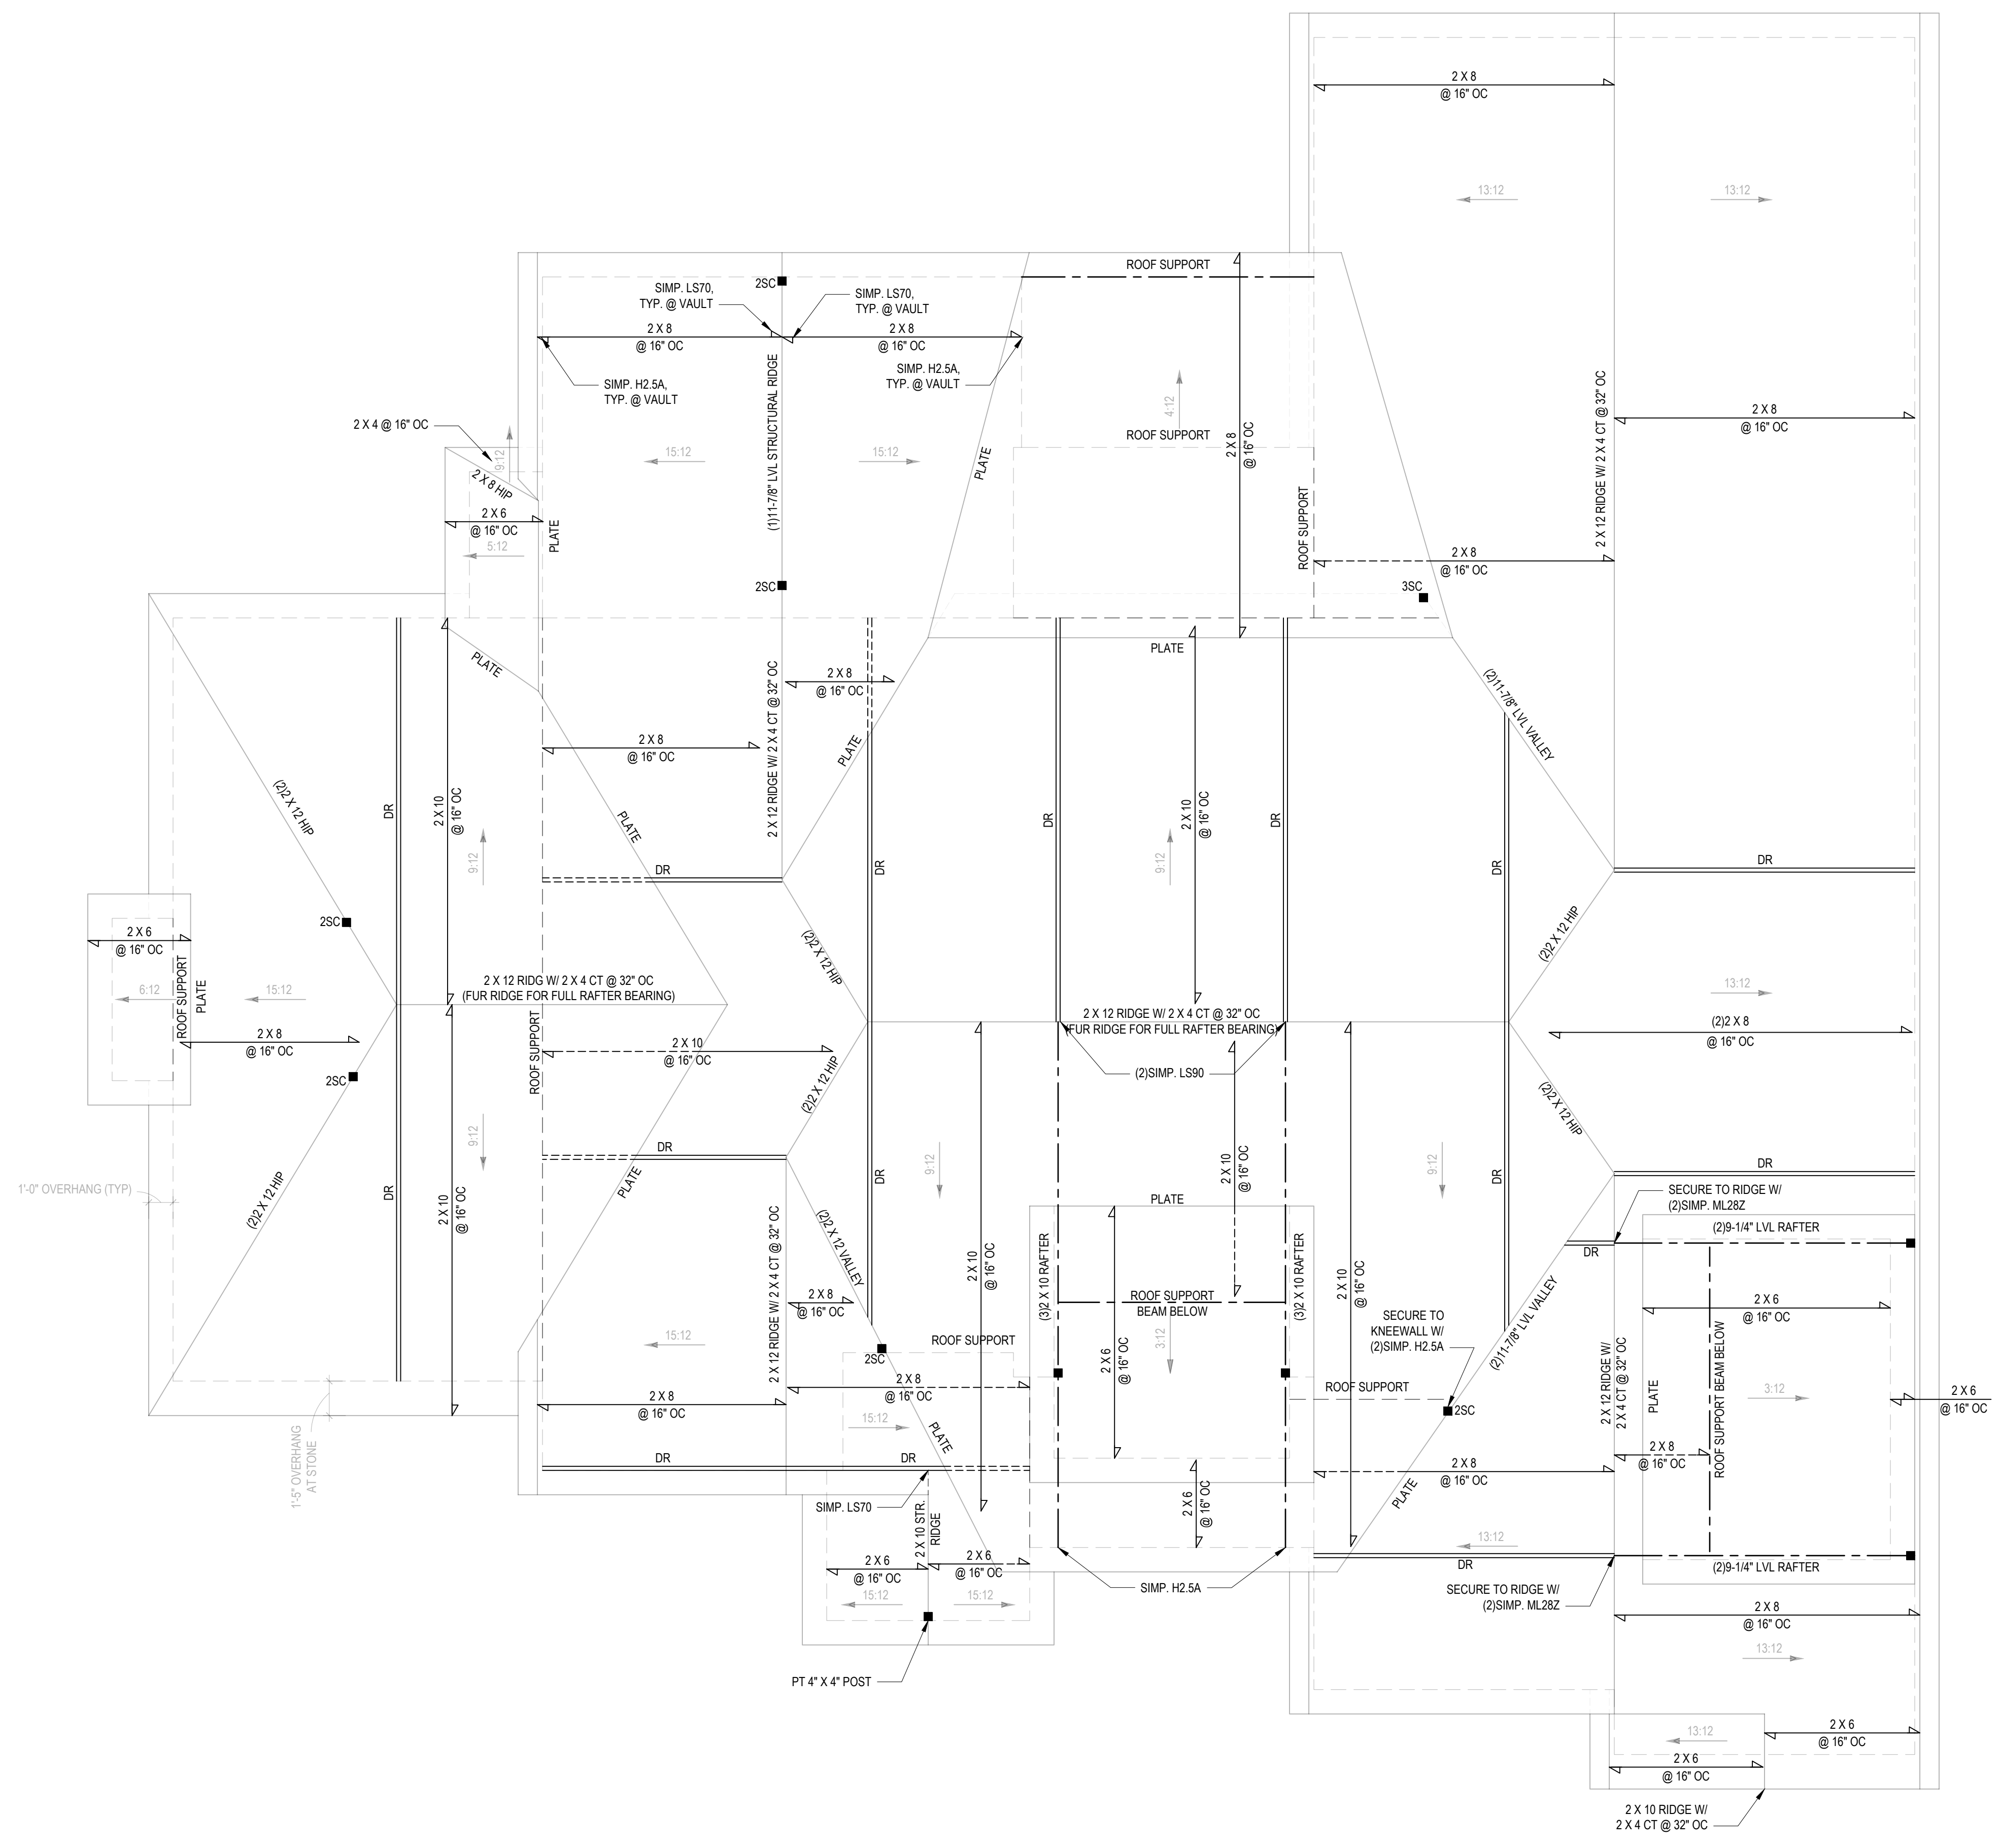 2 X 8
@ 16" OC
13:12
13:12
ROOF SUPPORT
2SC
SIMP. LS70,
TYP. @ VAULT
SIMP. LS70,
TYP. @ VAULT
2 X 8
@ 16" OC
2 X 8
@ 16" OC
SIMP. H2.5A,
TYP. @ VAULT
SIMP. H2.5A,
TYP. @ VAULT
(1)11-7/8" LVL STRUCTURAL RIDGE
2 X 4 @ 16" OC
9:12
2 X 8 HIP
2 X 6
@ 16" OC
5:12
PLATE
15:12
15:12
PLATE
4:12
ROOF SUPPORT
2 X 8
@ 16" OC
ROOF SUPPORT
2 X 12 RIDGE W/ 2 X 4 CT @ 32" OC
2 X 8
@ 16" OC
2 X 8
@ 16" OC
2SC
3SC
PLATE
PLATE
2 X 8
@ 16" OC
2 X 12 RIDGE W/ 2 X 4 CT @ 32" OC
2 X 8
@ 16" OC
PLATE
(2)11-7/8" LVL VALLEY
(2)2 X 12 HIP
DR
2 X 10
@ 16" OC
9:12
PLATE
DR
DR
DR
2 X 10
@ 16" OC
9:12
DR
DR
DR
2SC
2 X 6
@ 16" OC
6:12
ROOF SUPPORT
PLATE
15:12
2 X 8
@ 16" OC
2SC
2 X 12 RIDG W/ 2 X 4 CT @ 32" OC
(FUR RIDGE FOR FULL RAFTER BEARING)
ROOF SUPPORT
2 X 10
@ 16" OC
(2)2 X 12 HIP
(2)2 X 12 HIP
2 X 12 RIDGE W/ 2 X 4 CT @ 32" OC
(FUR RIDGE FOR FULL RAFTER BEARING)
(2)SIMP. LS90
(2)2 X 12 HIP
13:12
(2)2 X 8
@ 16" OC
(2)2 X 12 HIP
1'-0" OVERHANG (TYP)
(2)2 X 12 HIP
DR
2 X 10
@ 16" OC
9:12
PLATE
DR
DR
9:12
2 X 10
@ 16" OC
9:12
DR
DR
SECURE TO RIDGE W/
(2)SIMP. ML28Z
(2)9-1/4" LVL RAFTER
DR
PLATE
2 X 12 RIDGE W/ 2 X 4 CT @ 32" OC
(2)2 X 12 VALLEY
2 X 8
@ 16" OC
2 X 10
@ 16" OC
(3)2 X 10 RAFTER
ROOF SUPPORT
BEAM BELOW
3:12
(3)2 X 10 RAFTER
2 X 10
@ 16" OC
2 X 6
@ 16" OC
SECURE TO
KNEEWALL W/
(2)SIMP. H2.5A
(2)11-7/8" LVL VALLEY
2 X 6
@ 16" OC
15:12
ROOF SUPPORT
2SC
2 X 8
@ 16" OC
2 X 8
@ 16" OC
15:12
PLATE
ROOF SUPPORT
2SC
2 X 12 RIDGE W/
2 X 4 CT @ 32" OC
PLATE
ROOF SUPPORT BEAM BELOW
3:12
2 X 6
@ 16" OC
2 X 8
@ 16" OC
1'-5" OVERHANG
AT STONE
DR
DR
2 X 8
@ 16" OC
PLATE
SIMP. LS70
2 X 10 STR.
RIDGE
2 X 6
@ 16" OC
13:12
DR
(2)9-1/4" LVL RAFTER
2 X 6
@ 16" OC
2 X 6
@ 16" OC
15:12
15:12
SIMP. H2.5A
SECURE TO RIDGE W/
(2)SIMP. ML28Z
2 X 8
@ 16" OC
13:12
PT 4" X 4" POST
13:12
2 X 6
@ 16" OC
2 X 6
@ 16" OC
2 X 10 RIDGE W/
2 X 4 CT @ 32" OC